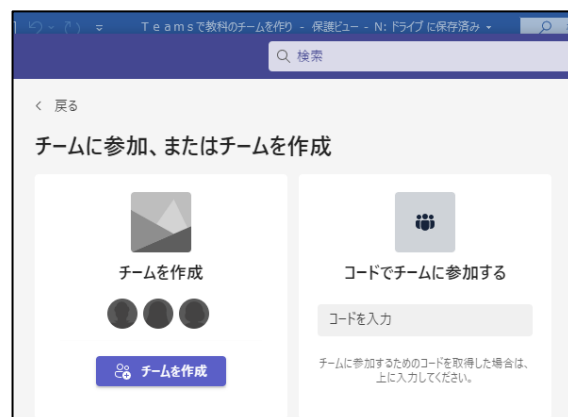 Ｔｅａｍｓで教科のチームを作り - 保護ビュー - N: ドライブ に保存済み
検索
戻る
チームに参加、またはチームを作成
チームを作成
チームを作成
コードでチームに参加する
コードを入力
チームに参加するためのコードを取得した場合は、
上に入力してください。